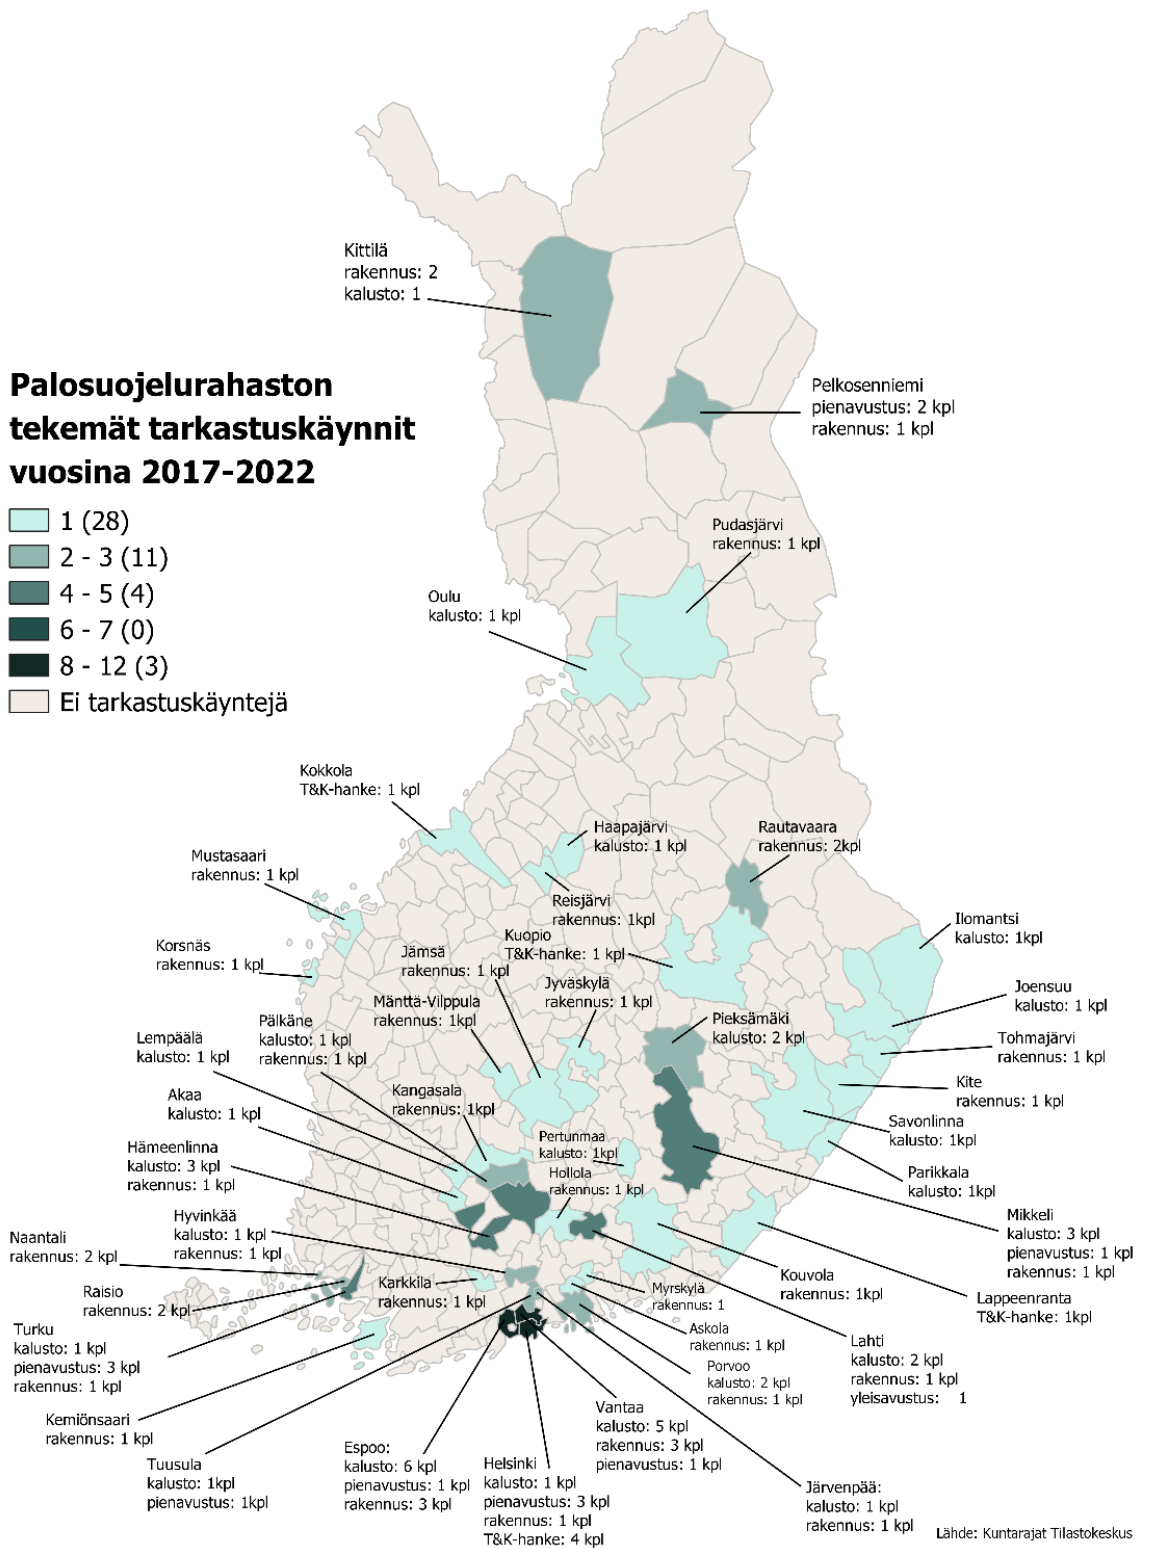 Kittilä
rakennus: 2
kalusto: 1
Palosuojelurahaston
tekemät tarkastuskäynnit
vuosina 2017-2022
1 (28)
2 - 3 (11)
4 - 5 (4)
6 - 7 (0)
8 - 12 (3)
Ei tarkastuskäyntejä
Pelkosenniemi
pienavustus: 2 kpl
rakennus: 1 kpl
Pudasjärvi
rakennus: 1 kpl
Oulu
kalusto: 1 kpl
Kokkola
T&K-hanke: 1 kpl
Haapajärvi
kalusto: 1 kpl
Rautavaara
rakennus: 2kpl
Mustasaari
rakennus: 1 kpl
Reisjärvi
rakennus: 1kpl
Ilomantsi
kalusto: 1kpl
Korsnäs
rakennus: 1 kpl
Jämsä
rakennus: 1 kpl
Kuopio
T&K-hanke: 1 kpl
Jyväskylä
rakennus: 1 kpl
Joensuu
kalusto: 1 kpl
Mänttä-Vilppula
rakennus: 1kpl
Pieksämäki
kalusto: 2 kpl
Pälkäne
kalusto: 1 kpl
rakennus: 1 kpl
Lempäälä
kalusto: 1 kpl
Tohmajärvi
rakennus: 1 kpl
Akaa
kalusto: 1 kpl
Kangasala
rakennus: 1kpl
Kite
rakennus: 1 kpl
Savonlinna
kalusto: 1kpl
Hämeenlinna
kalusto: 3 kpl
rakennus: 1 kpl
Pertunmaa
kalusto: 1kpl
Hollola
rakennus: 1 kpl
Parikkala
kalusto: 1kpl
Hyvinkää
kalusto: 1 kpl
rakennus: 1 kpl
Mikkeli
kalusto: 3 kpl
pienavustus: 1 kpl
rakennus: 1 kpl
Naantali
rakennus: 2 kpl
Raisio
rakennus: 2 kpl
Karkkila
rakennus: 1 kpl
Myrskylä
rakennus: 1
Kouvola
rakennus: 1kpl
Lappeenranta
T&K-hanke: 1kpl
Turku
kalusto: 1 kpl
pienavustus: 3 kpl
rakennus: 1 kpl
Askola
rakennus: 1 kpl
Lahti
kalusto: 2 kpl
rakennus: 1 kpl
yleisavustus: 1
Porvoo
kalusto: 2 kpl
rakennus: 1 kpl
Kemiönsaari
rakennus: 1 kpl
Vantaa
kalusto: 5 kpl
rakennus: 3 kpl
pienavustus: 1 kpl
Tuusula
kalusto: 1kpl
pienavustus: 1kpl
Espoo:
kalusto: 6 kpl
pienavustus: 1 kpl
rakennus: 3 kpl
Helsinki
kalusto: 1 kpl
pienavustus: 3 kpl
rakennus: 1 kpl
T&K-hanke: 4 kpl
Järvenpää:
kalusto: 1 kpl
rakennus: 1 kpl
Lähde: Kuntarajat Tilastokeskus